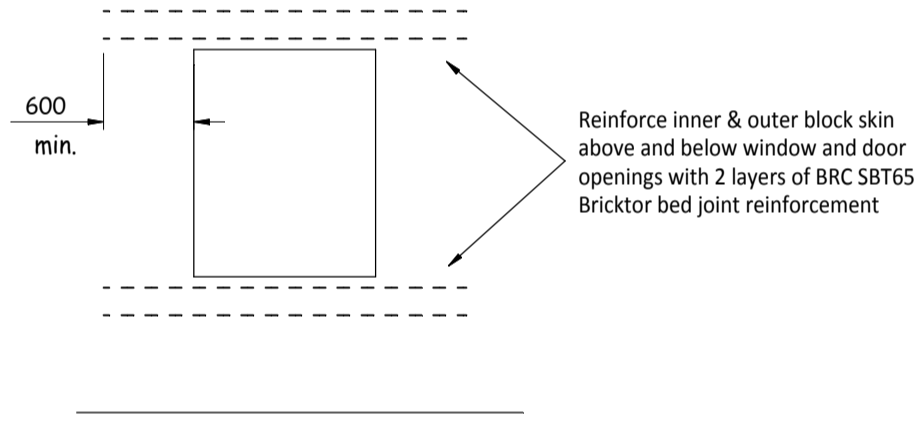 600
min.
Reinforce inner & outer block skin
above and below window and door
openings with 2 layers of BRC SBT65
Bricktor bed joint reinforcement